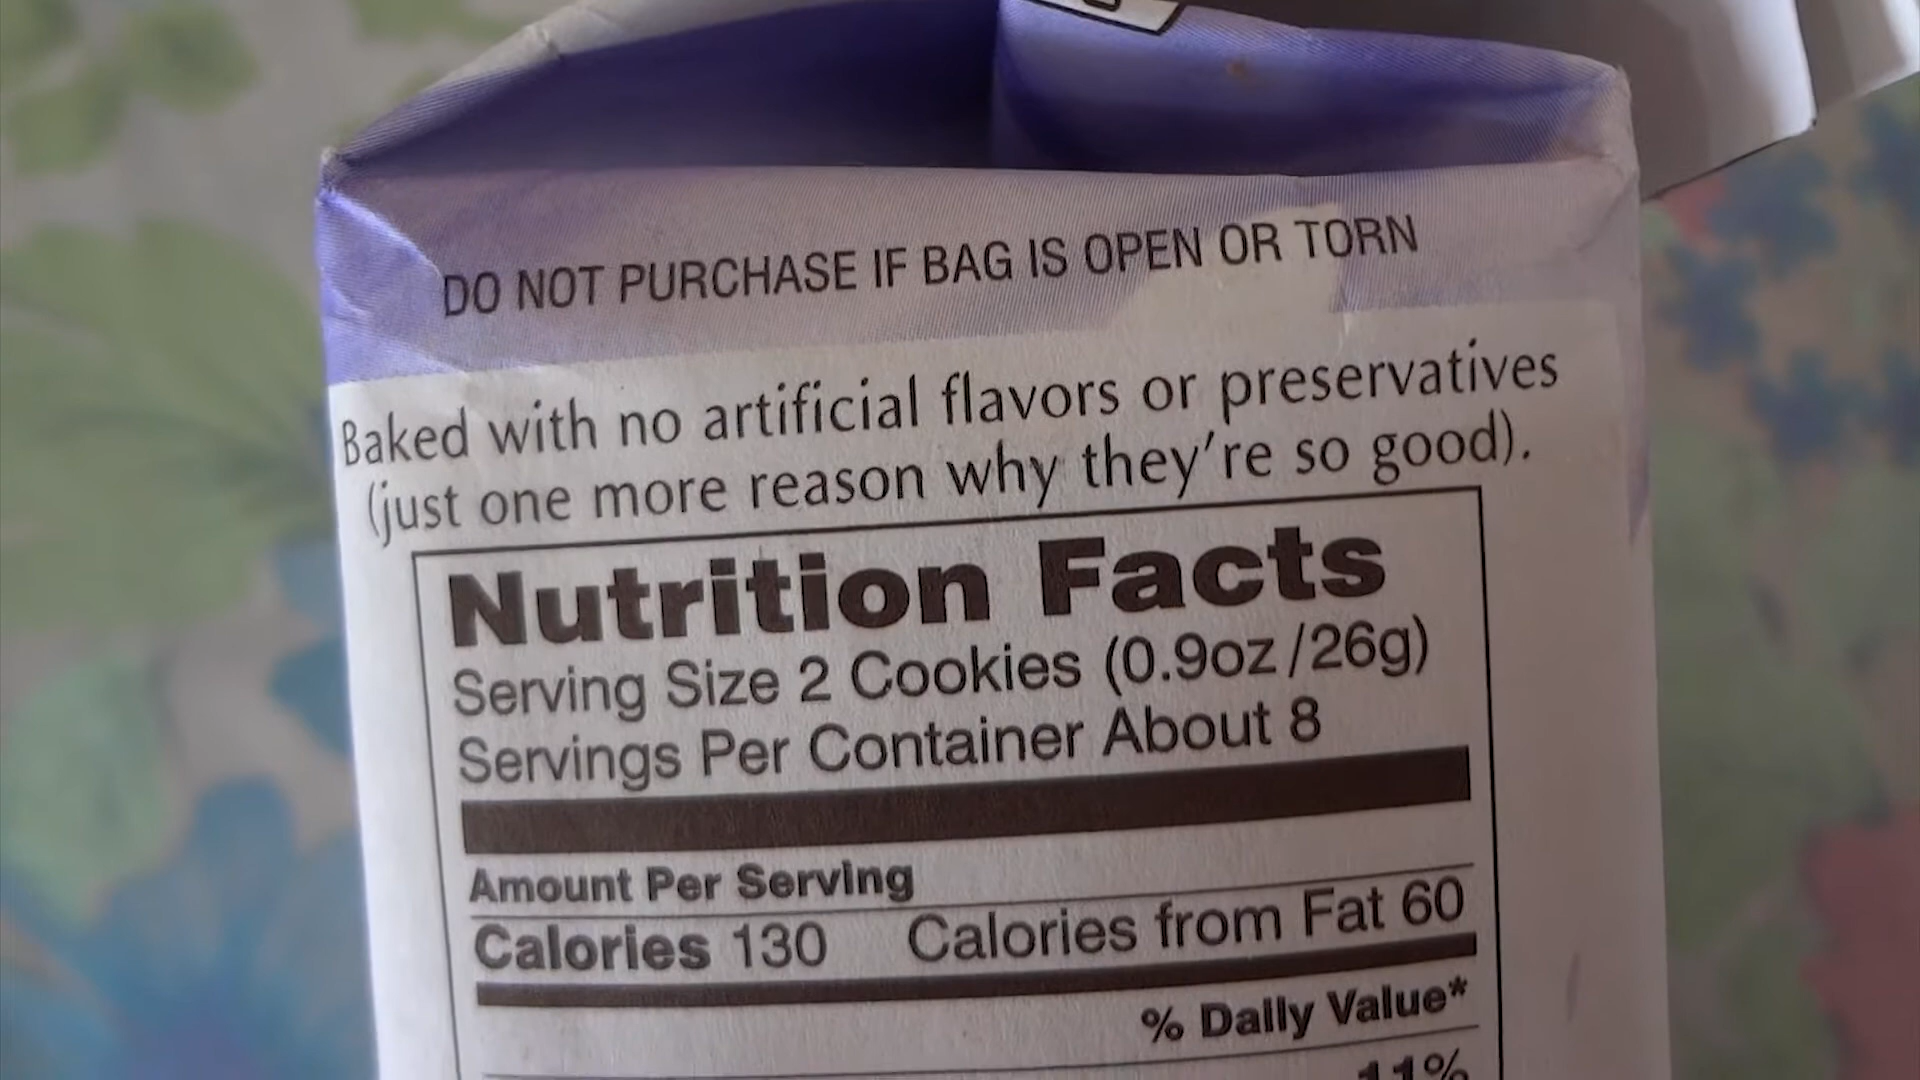 DO NOT PURCHASE IF BAG IS OPEN OR TORN
Baked with no artificial flavors or preservatives
(just one more reason why they're so good).
Nutrition Facts
Serving Size 2 Cookies (0.9oz/26g)
Servings Per Container About 8
Amount Per Serving
Calories 130 Calories from Fat 60
% Daily Value*
11%